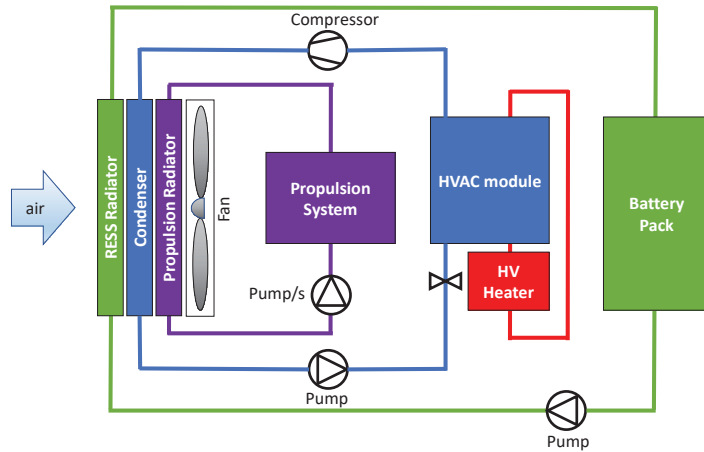 Compressor
air
RESS Radiator
Condenser
Propulsion Radiator
Fan
Propulsion
System
Pump/s
HVAC module
HV
Heater
Battery
Pack
Pump
Pump